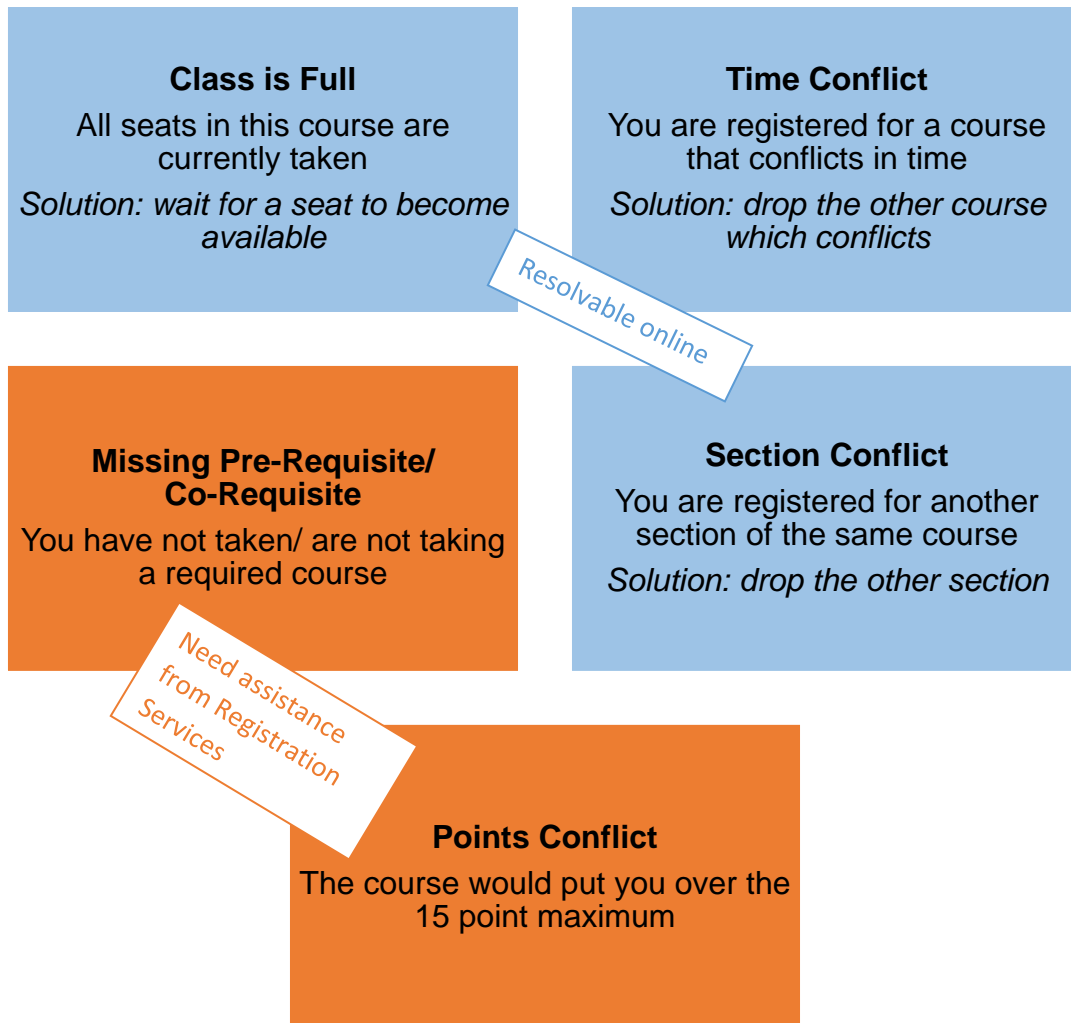 Class is Full
All seats in this course are
currently taken
Solution: wait for a seat to become
available
Time Conflict
You are registered for a course
that conflicts in time
Solution: drop the other course
which conflicts
Resolvable online
Missing Pre-Requisite/
Co-Requisite
You have not taken/ are not taking
a required course
Section Conflict
You are registered for another
section of the same course
Solution: drop the other section
Need assistance
from Registration
Services
Points Conflict
The course would put you over the
15 point maximum